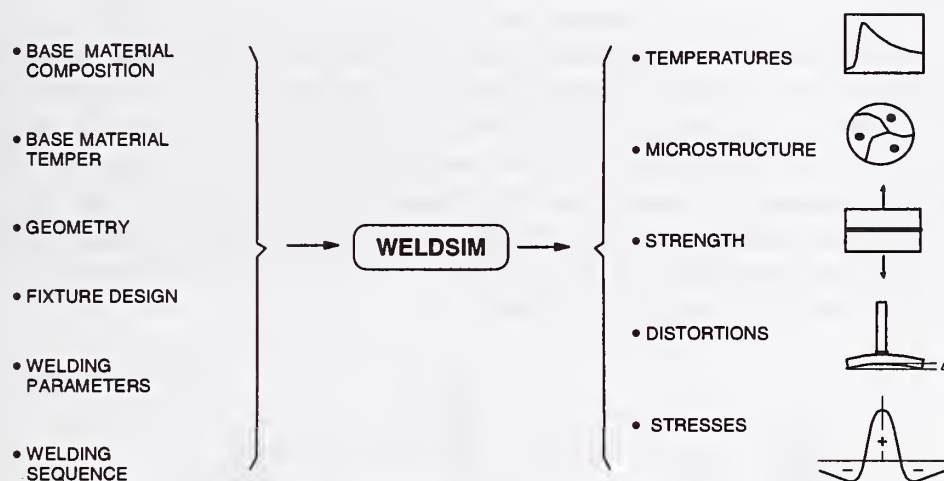 • BASE MATERIAL
COMPOSITION
• BASE MATERIAL
TEMPER
• GEOMETRY
• FIXTURE DESIGN
• WELDING
PARAMETERS
• WELDING
SEQUENCE
WELDSIM
• TEMPERATURES
• MICROSTRUCTURE
• STRENGTH
• DISTORTIONS
• STRESSES
+
− −